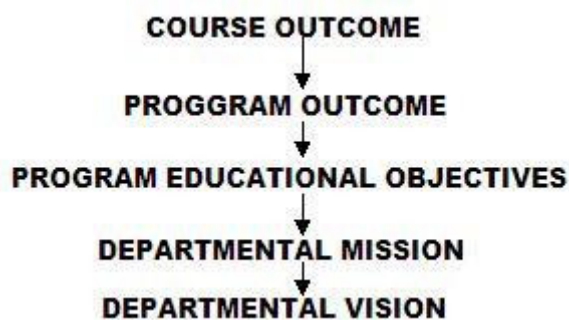 COURSE OUTCOME
PROGGRAM OUTCOME
PROGRAM EDUCATIONAL OBJECTIVES
DEPARTMENTAL MISSION
DEPARTMENTAL VISION